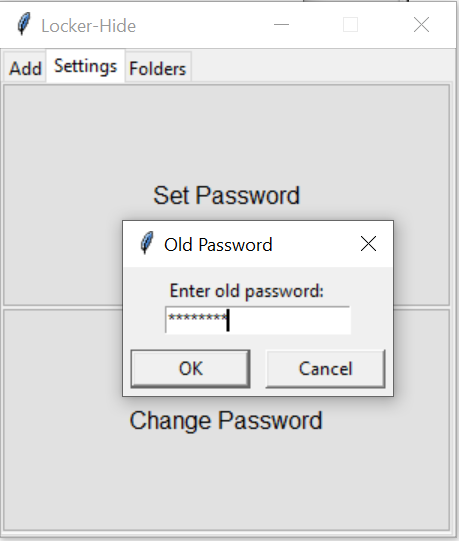 Locker-Hide
Add Settings Folders
Set Password
Old Password
Enter old password:
********
OK Cancel
Change Password